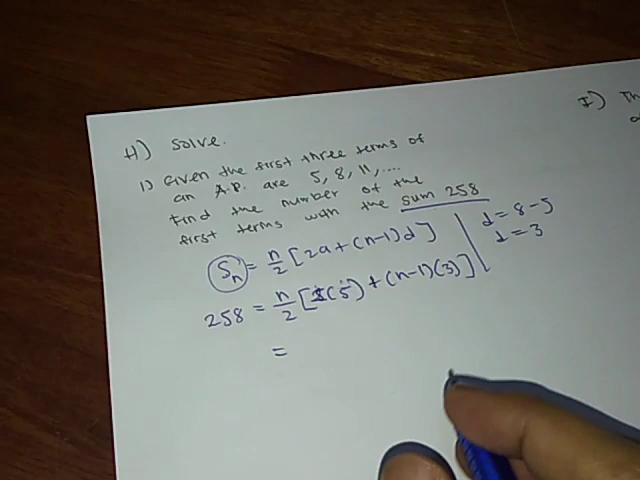 H) Solve.
1) Given the first three terms of
an A.P. are 5, 8, 11, ....
Find the number of the
first terms with the sum 258
Sn = n/2 [2a + (n-1)d]
d = 8 - 5
d = 3
258 = n/2 [2(5) + (n-1)(3)]
=
I) Th